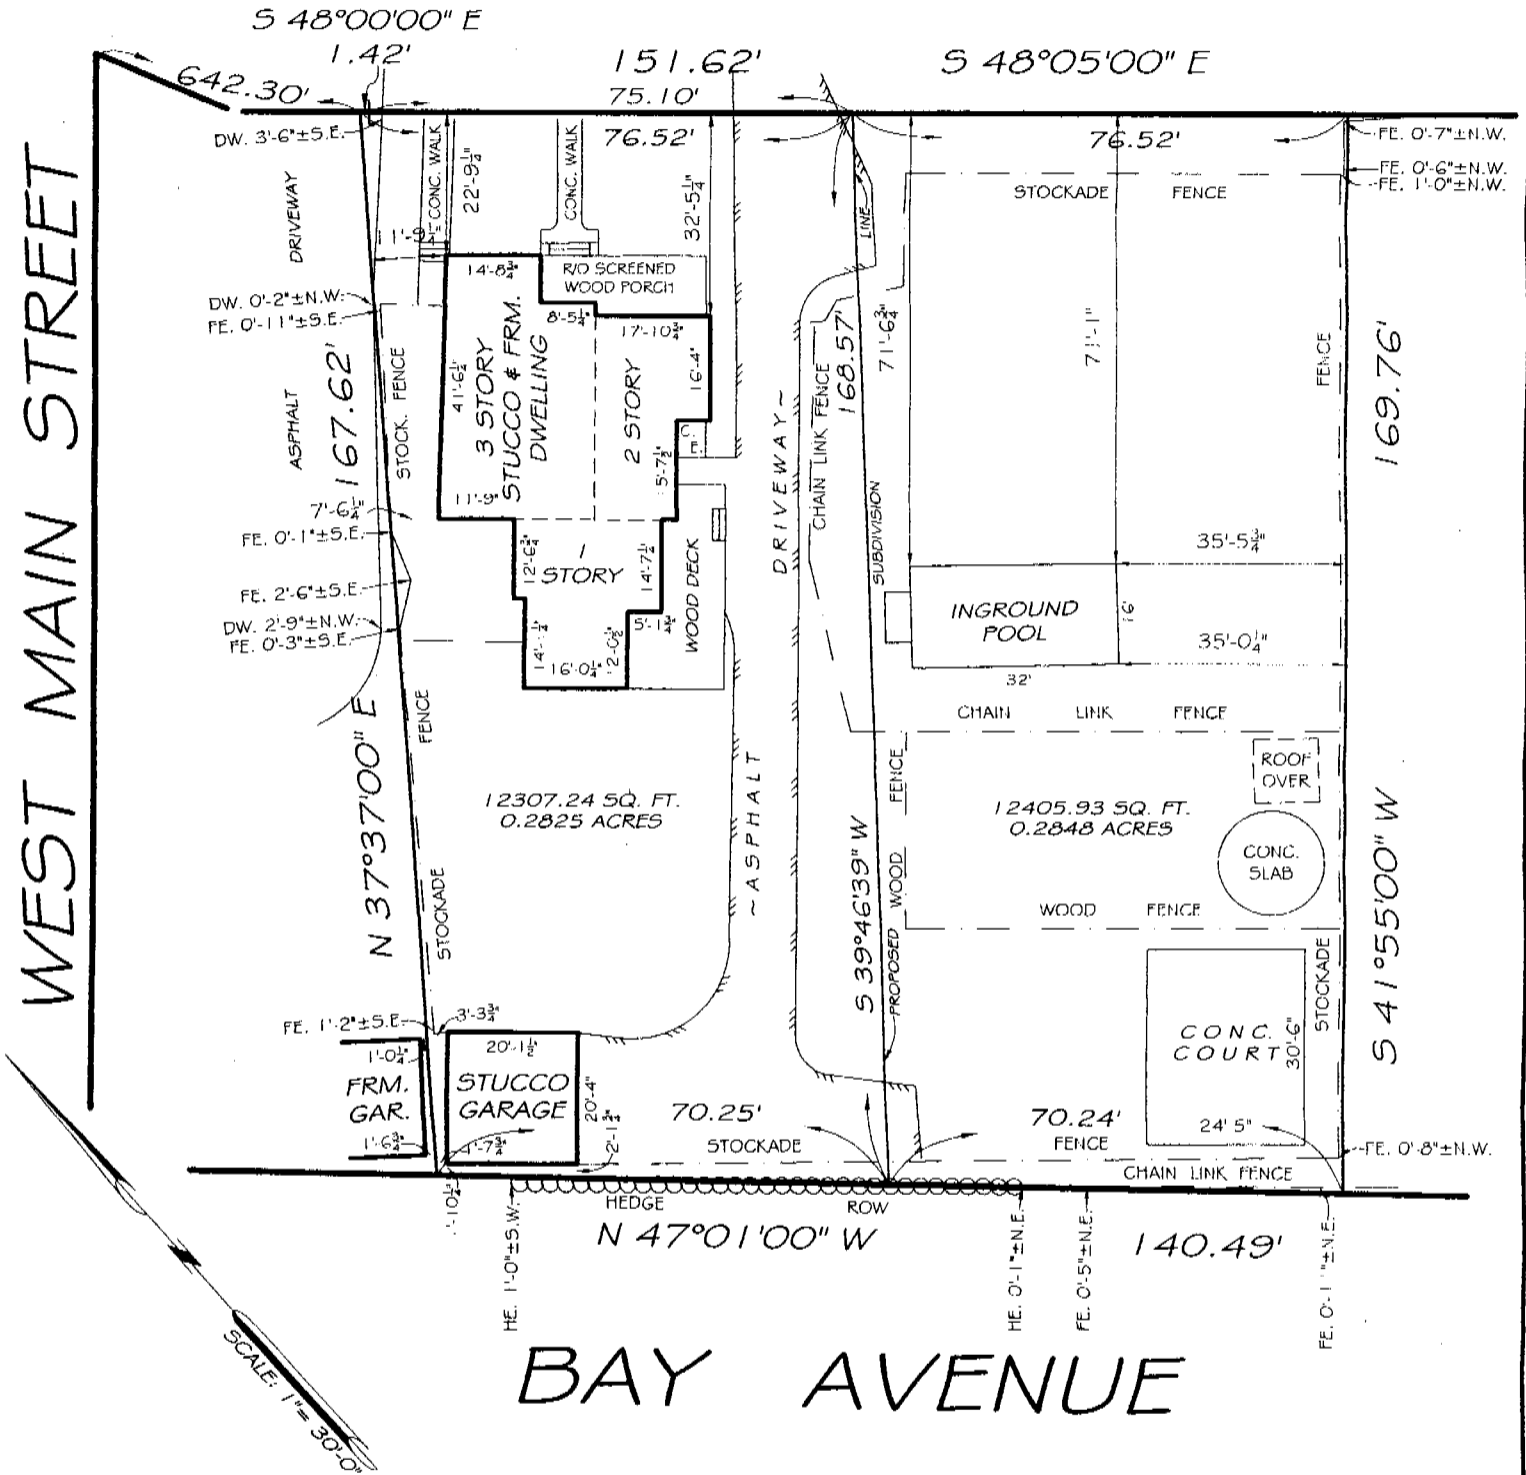 S 48°00'00" E
1.42'
151.62'
S 48°05'00" E
642.30'
75.10'
76.52'
76.52'
DW. 3'-6"±S.E.
FE. 0'-7"±N.W.
FE. 0'-6"±N.W.
FE. 1'-0"±N.W.
WEST MAIN STREET
ASPHALT DRIVEWAY
CONC. WALK
22'-9¼"
CONC. WALK
32'-5¼"
LINE
STOCKADE FENCE
14'-8¾"
R/O SCREENED
WOOD PORCH
DW. 0'-2"±N.W.
FE. 0'-11"±S.E.
8'-5¼"
17'-10¾"
167.62'
STOCK. FENCE
41'-6¼"
3 STORY
STUCCO & FRM.
DWELLING
2 STORY
16'-4"
CHAIN LINK FENCE
168.57'
71'-6¾"
71'-1"
FENCE
169.76'
11'-9"
5'-7½"
7'-6¼"
FE. 0'-1"±S.E.
FE. 2'-6"±S.E.
DW. 2'-9"±N.W.
FE. 0'-3"±S.E.
12'-6¾"
1
STORY
14'-7½"
WOOD DECK
~ASPHALT DRIVEWAY~
SUBDIVISION
35'-5¾"
INGROUND
POOL
16'
35'-0¼"
32'
16'-0¼"
CHAIN LINK FENCE
N 37°37'00" E
STOCKADE FENCE
12307.24 SQ. FT.
0.2825 ACRES
S 39°46'39" W
PROPOSED
WOOD FENCE
ROOF
OVER
12405.93 SQ. FT.
0.2848 ACRES
CONC.
SLAB
WOOD FENCE
S 41°55'00" W
STOCKADE
FE. 1'-2"±S.E.
3'-3¾"
20'-1½"
1'-0¼"
FRM.
GAR.
1'-6¾"
STUCCO
GARAGE
20'-4"
2'-1¾"
CONC.
COURT
30'-6"
24' 5"
70.25'
STOCKADE
70.24'
FENCE
FE. 0'-8"±N.W.
CHAIN LINK FENCE
HEDGE ROW
N 47°01'00" W
140.49'
HE. 1'-0"±S.W.
HE. 0'-1"±N.E.
FE. 0'-5"±N.E.
SCALE: 1"= 30'-0"
BAY AVENUE